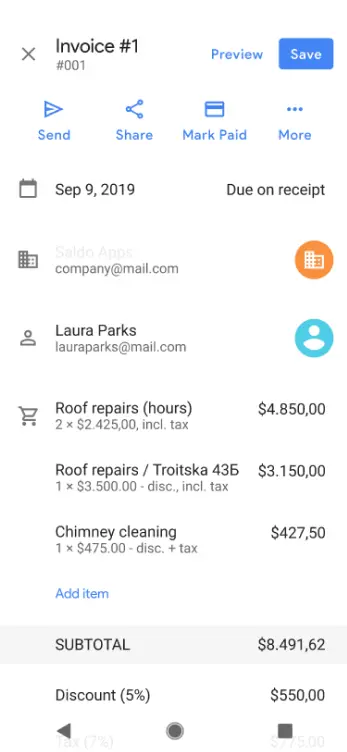 Invoice #1
#001
Preview
Save
Send
Share
Mark Paid
More
Sep 9, 2019
Due on receipt
Saldo Apps
company@mail.com
Laura Parks
lauraparks@mail.com
Roof repairs (hours)
$4.850,00
2 × $2.425,00, incl. tax
Roof repairs / Troitska 43Б
$3.150,00
1 × $3.500.00 - disc., incl. tax
Chimney cleaning
$427,50
1 × $475.00 - disc. + tax
Add item
SUBTOTAL
$8.491,62
Discount (5%)
$550,00
Tax (7%)
$775.00